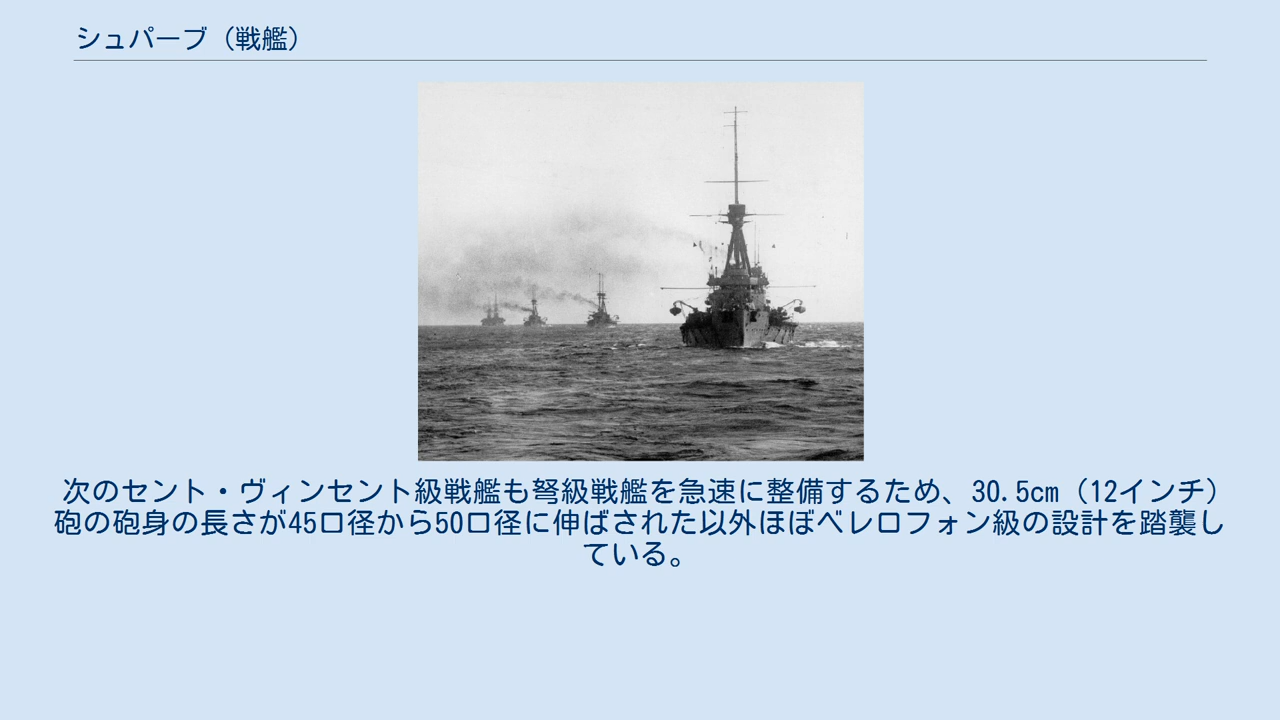 シュパーブ（戦艦）
次のセント・ヴィンセント級戦艦も弩級戦艦を急速に整備するため、30.5cm（12インチ）
砲の砲身の長さが45口径から50口径に伸ばされた以外ほぼベレロフォン級の設計を踏襲し
ている。